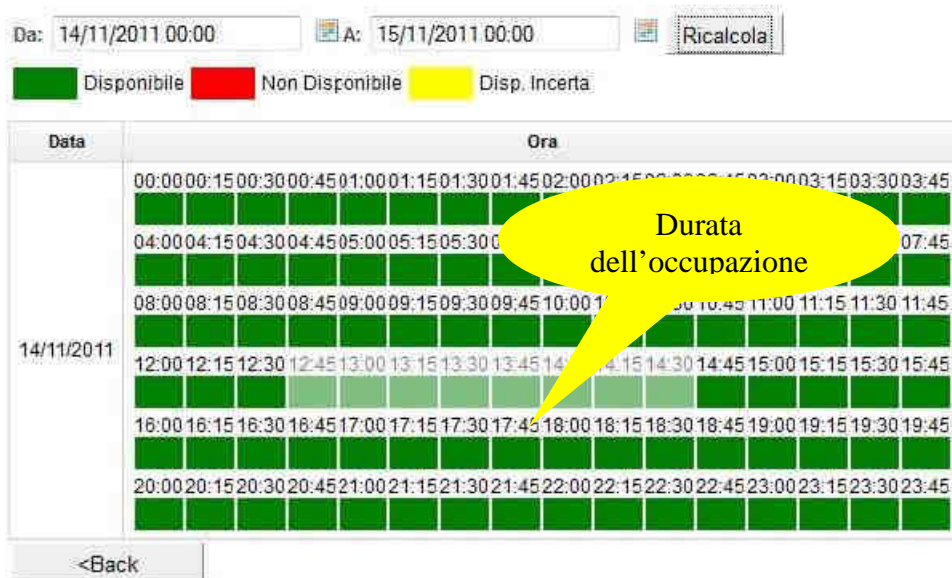 Da: 14/11/2011 00:00 A: 15/11/2011 00:00 Ricalcola
Disponibile Non Disponibile Disp. Incerta
Data Ora
00:00 00:15 00:30 00:45 01:00 01:15 01:30 01:45 02:00 03:15 03:30 03:45
Durata
04:00 04:15 04:30 04:45 05:00 05:15 05:30 07:45
dell’occupazione
08:00 08:15 08:30 08:45 09:00 09:15 09:30 09:45 10:00 10:45 11:00 11:15 11:30 11:45
14/11/2011
12:00 12:15 12:30 12:45 13:00 13:15 13:30 13:45 14:15 14:30 14:45 15:00 15:15 15:30 15:45
16:00 16:15 16:30 16:45 17:00 17:15 17:30 17:45 18:00 18:15 18:30 18:45 19:00 19:15 19:30 19:45
20:00 20:15 20:30 20:45 21:00 21:15 21:30 21:45 22:00 22:15 22:30 22:45 23:00 23:15 23:30 23:45
<Back